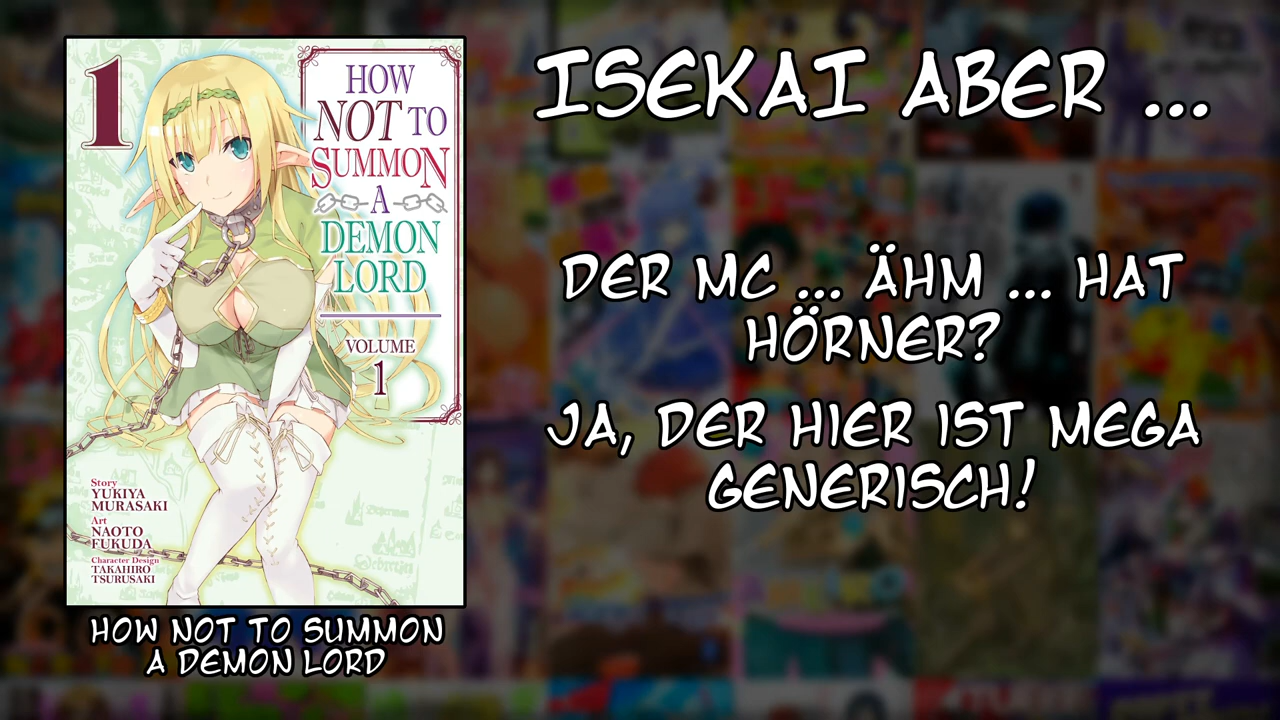 1
HOW
NOT TO
SUMMON
A
DEMON
LORD
VOLUME
1
Story
YUKIYA
MURASAKI
Art
NAOTO
FUKUDA
Character Design
TAKAHIRO
TSURUSAKI
HOW NOT TO SUMMON
A DEMON LORD
ISEKAI ABER ...
DER MC ... ÄHM ... HAT
HÖRNER?
JA, DER HIER IST MEGA
GENERISCH!